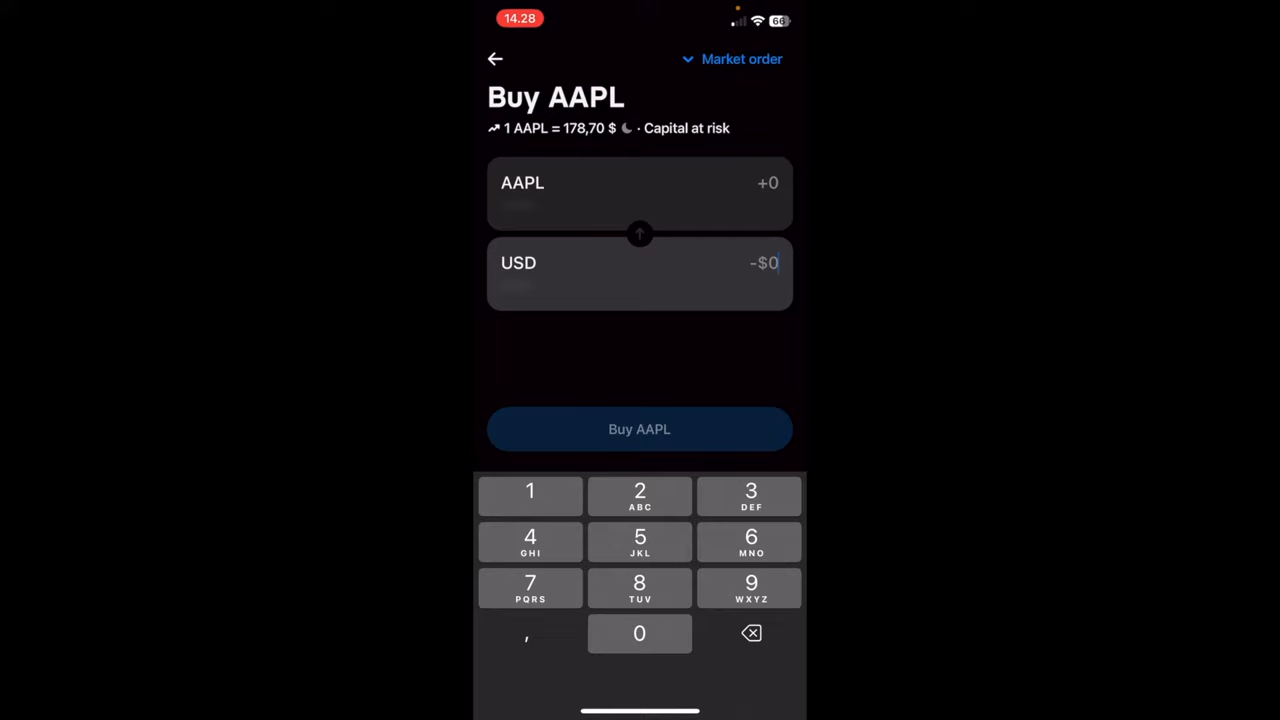 14.28
66
Market order
Buy AAPL
1 AAPL = 178,70 $ · Capital at risk
AAPL +0
USD -$0
Buy AAPL
1 2 3
ABC DEF
4 5 6
GHI JKL MNO
7 8 9
PQRS TUV WXYZ
, 0